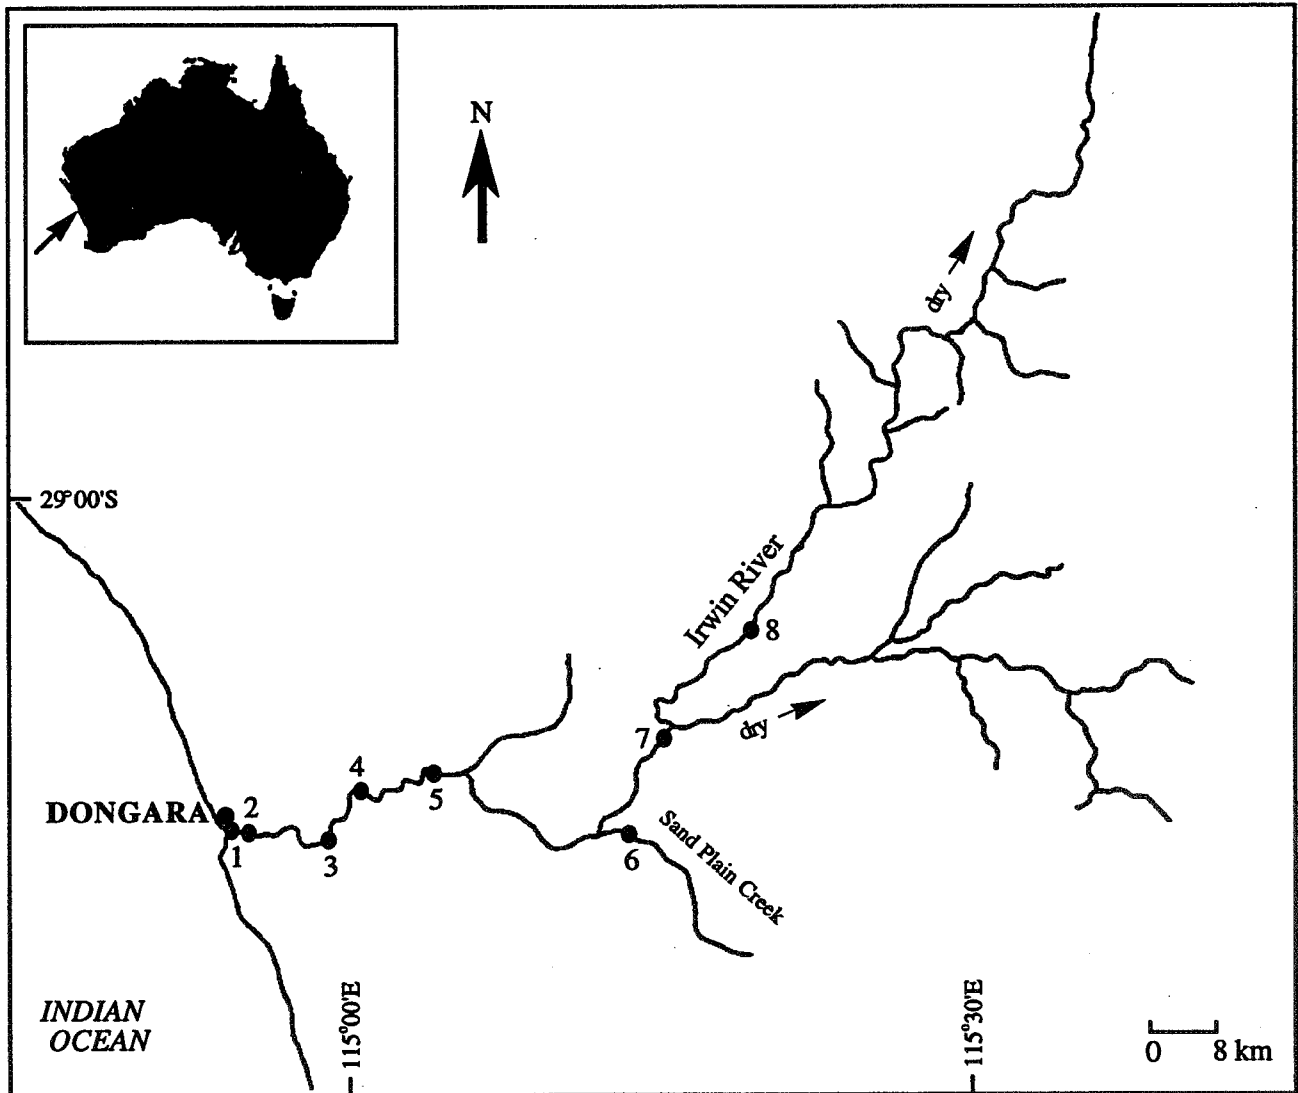 N
dry
29°00'S
Irwin River
8
dry
7
4
5
DONGARA
2
1
3
6
Sand Plain Creek
INDIAN
OCEAN
115°00'E
115°30'E
0 8 km